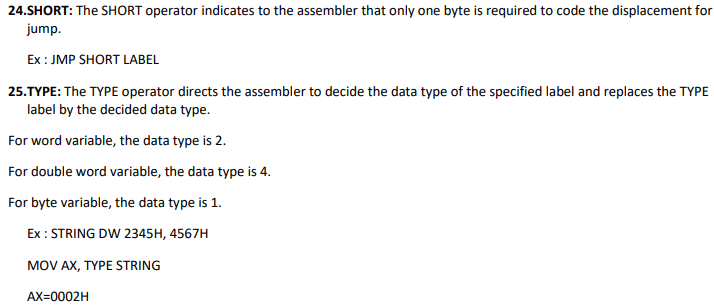 24.SHORT: The SHORT operator indicates to the assembler that only one byte is required to code the displacement for
jump.
Ex : JMP SHORT LABEL
25.TYPE: The TYPE operator directs the assembler to decide the data type of the specified label and replaces the TYPE
label by the decided data type.
For word variable, the data type is 2.
For double word variable, the data type is 4.
For byte variable, the data type is 1.
Ex : STRING DW 2345H, 4567H
MOV AX, TYPE STRING
AX=0002H